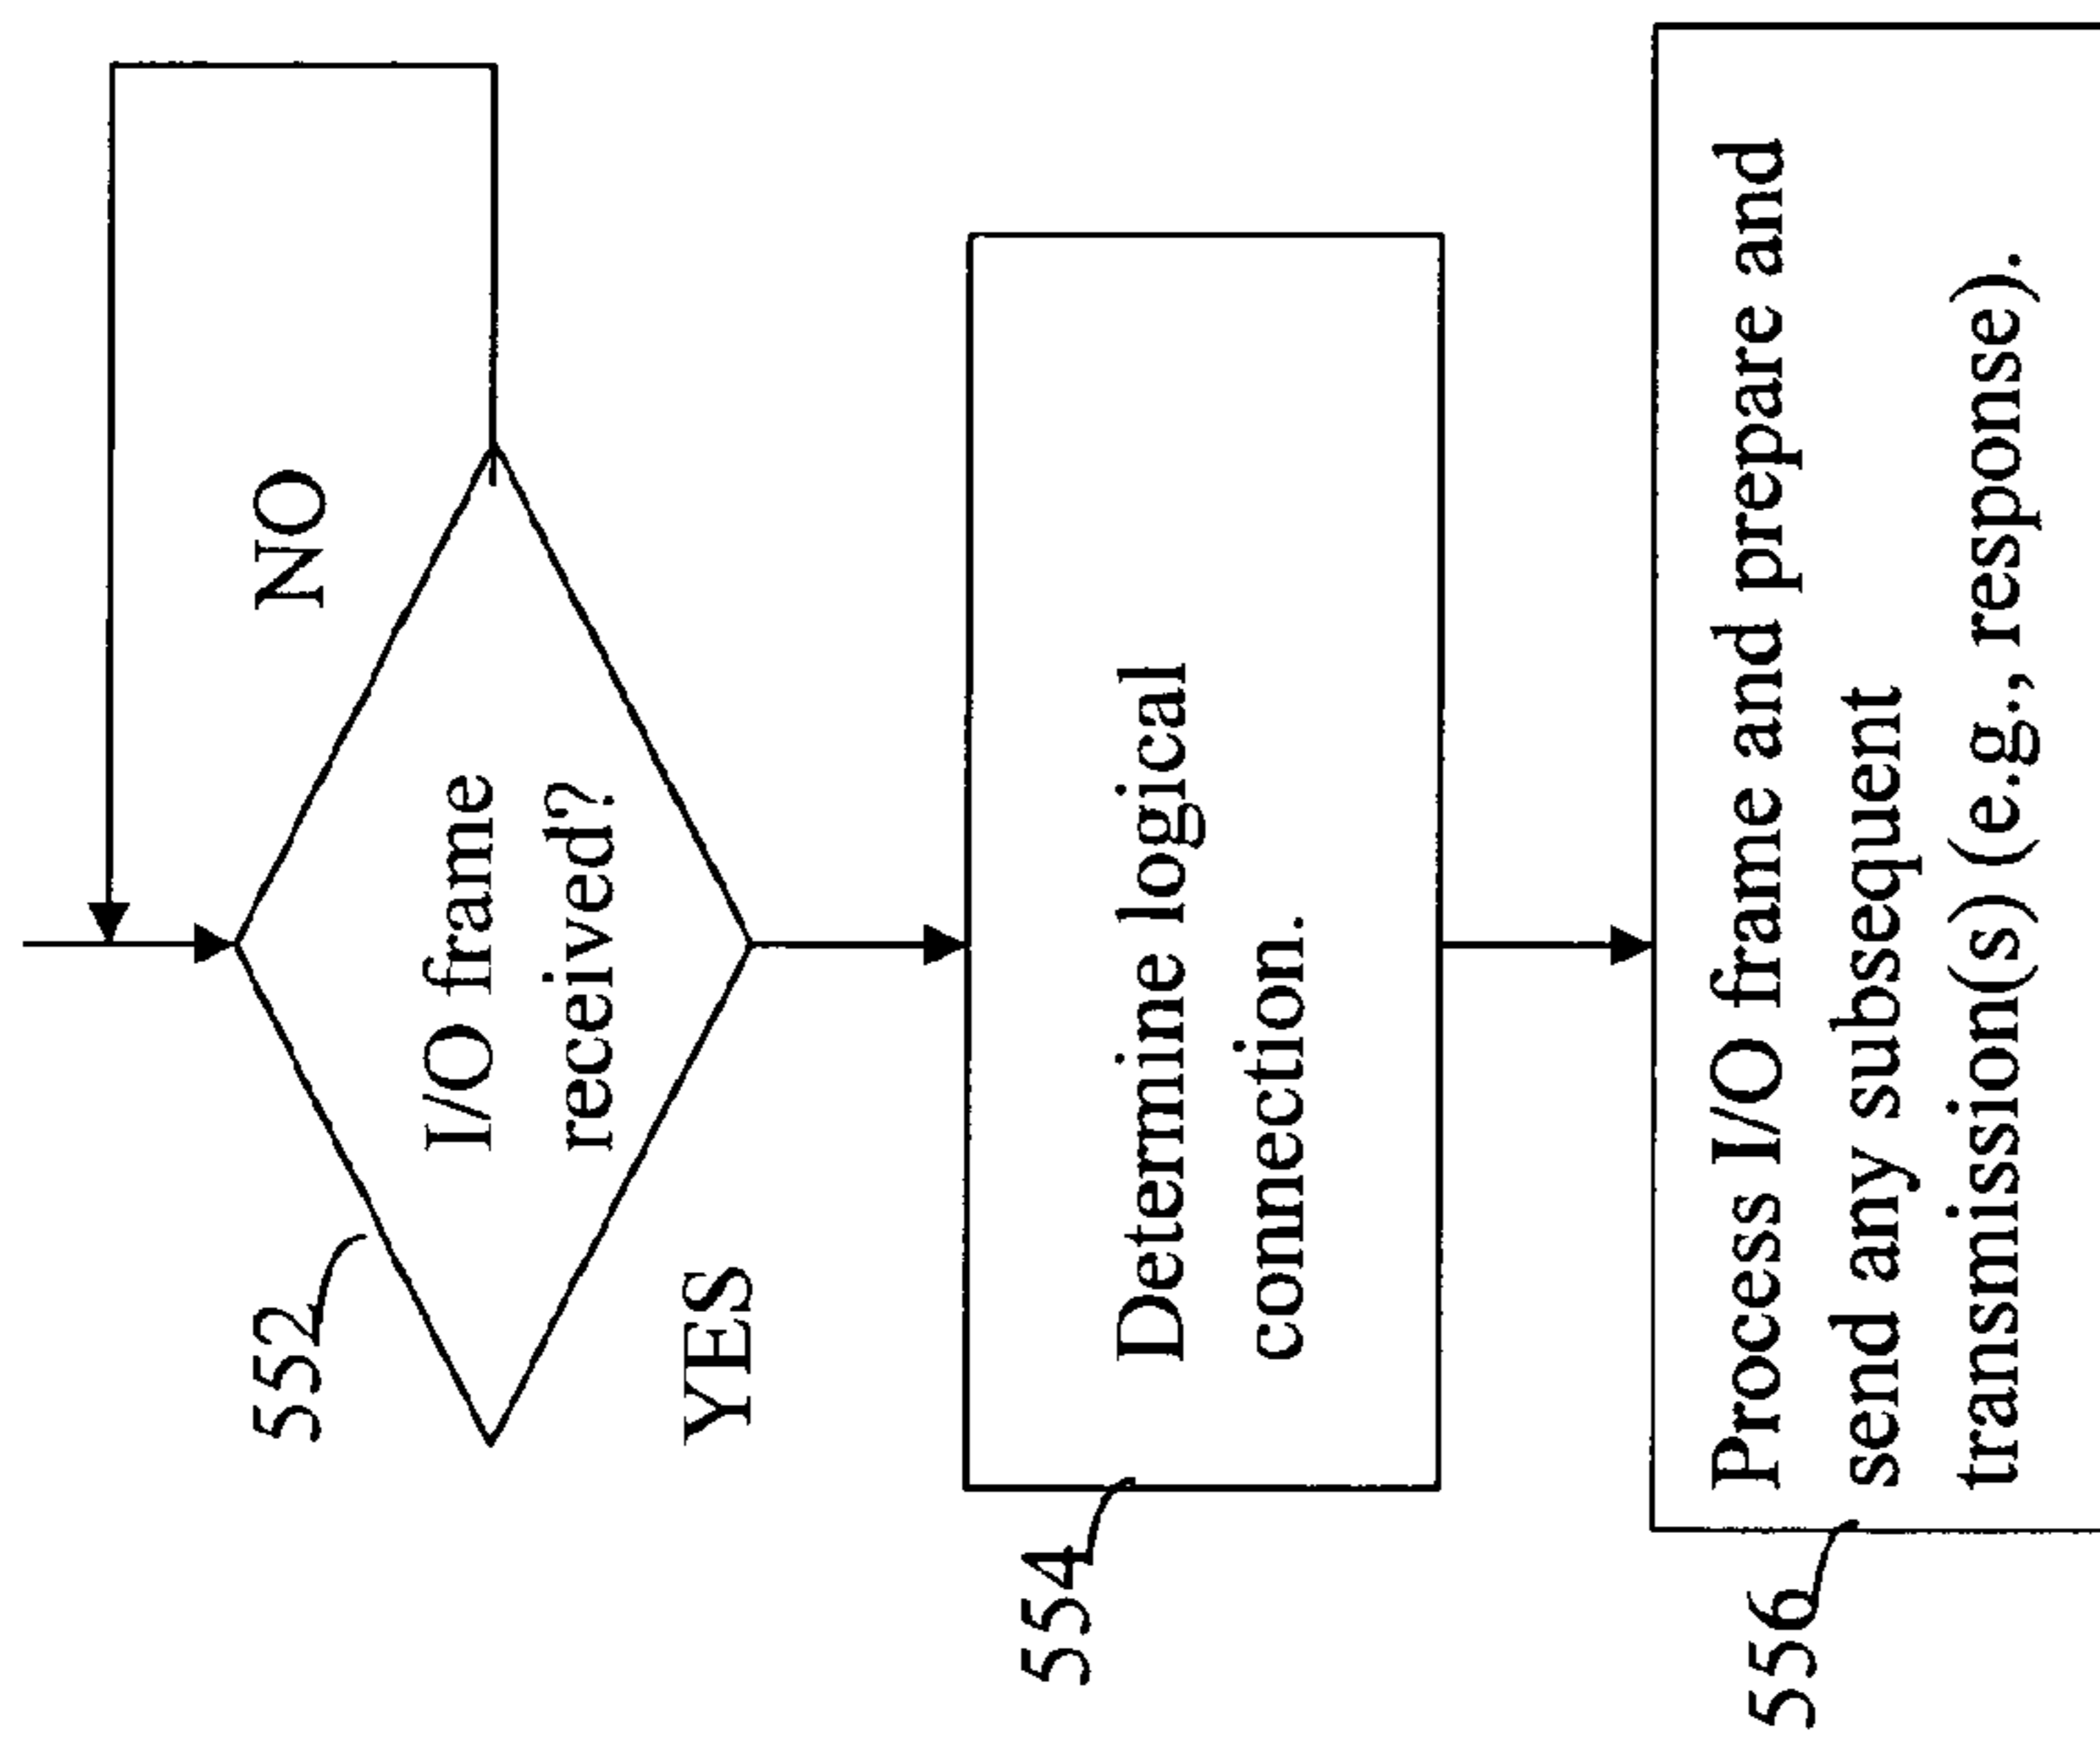 552
NO
I/O frame
received?
YES
554
Determine logical
connection.
556
Process I/O frame and prepare and
send any subsequent
transmission(s) (e.g., response).